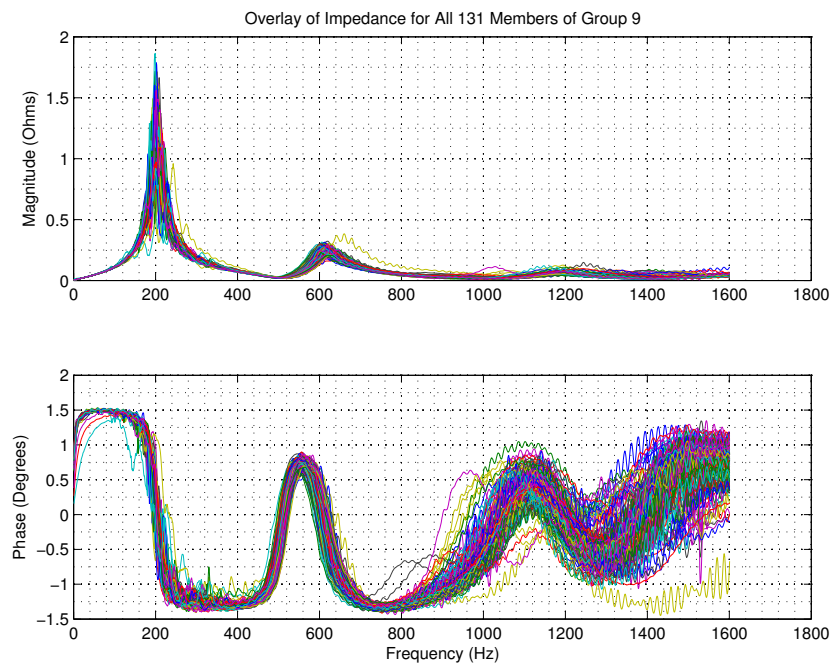 Overlay of Impedance for All 131 Members of Group 9
2
1.5
1
0.5
0
Magnitude (Ohms)
0 200 400 600 800 1000 1200 1400 1600 1800
2
1.5
1
0.5
0
−0.5
−1
−1.5
Phase (Degrees)
0 200 400 600 800 1000 1200 1400 1600 1800
Frequency (Hz)